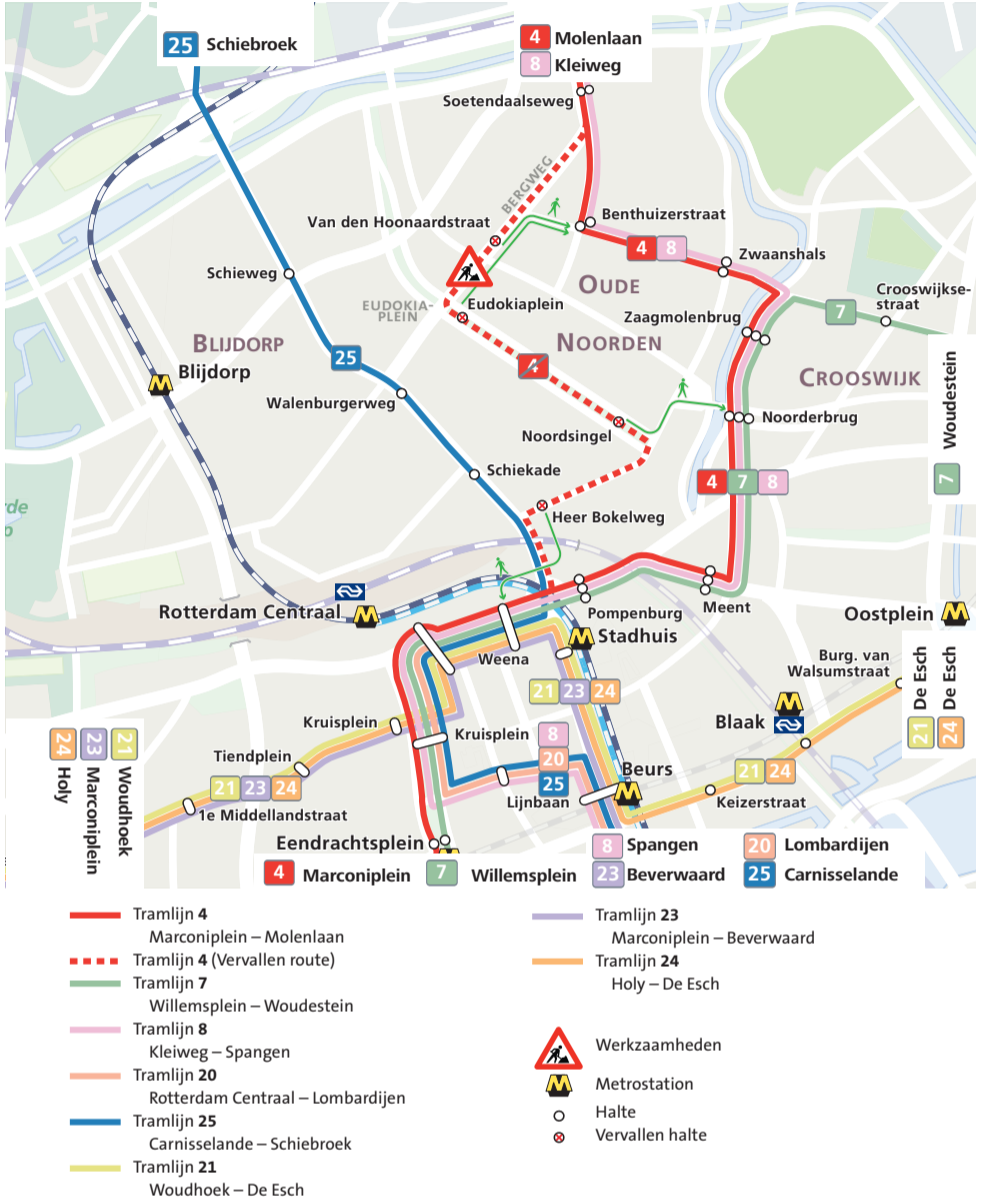 25 Schiebroek
4 Molenlaan
8 Kleiweg
Soetendaalseweg
BERGWEG
Van den Hoonaardstraat
Benthuizerstraat
4 8
Zwaanshals
Schieweg
OUDE
Crooswijkse-
straat
EUDOKIA-
PLEIN
Eudokiaplein
Zaagmolenbrug
7
BLIJDORP
NOORDEN
25
4
CROOSWIJK
M Blijdorp
Walenburgerweg
Woudestein
7
Noordsingel
Noorderbrug
Schiekade
4 7 8
rde
p
Heer Bokelweg
Rotterdam Centraal M
Pompenburg
Meent
Oostplein M
M Stadhuis
Weena
Burg. van
Walsumstraat
De Esch
21
De Esch
24
21 23 24
M
Blaak
Kruisplein
Kruisplein
8
20
25
24
Holy
23
Marconiplein
21
Woudhoek
Tiendplein
Beurs
M
21 24
21 23 24
Lijnbaan
Keizerstraat
1e Middellandstraat
Eendrachtsplein
8 Spangen
20 Lombardijen
4 Marconiplein
7 Willemsplein
23 Beverwaard
25 Carnisselande
Tramlijn 4
Marconiplein – Molenlaan
Tramlijn 4 (Vervallen route)
Tramlijn 7
Willemsplein – Woudestein
Tramlijn 8
Kleiweg – Spangen
Tramlijn 20
Rotterdam Centraal – Lombardijen
Tramlijn 25
Carnisselande – Schiebroek
Tramlijn 21
Woudhoek – De Esch
Tramlijn 23
Marconiplein – Beverwaard
Tramlijn 24
Holy – De Esch
Werkzaamheden
M Metrostation
Halte
Vervallen halte